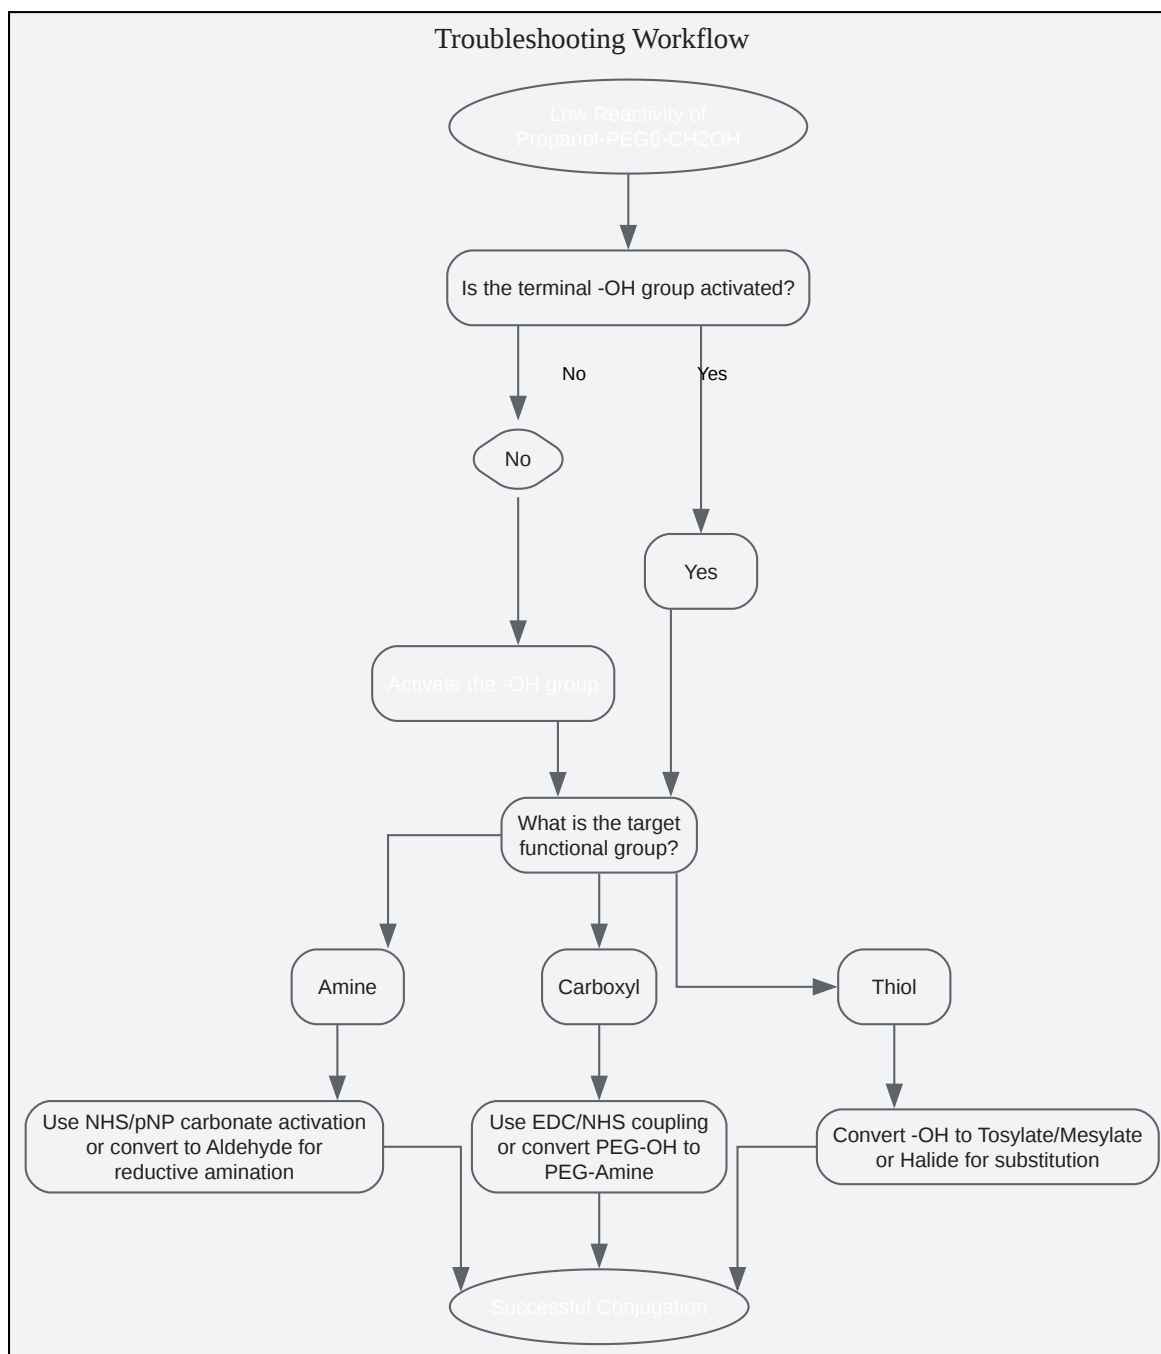 Troubleshooting Workflow
Low Reactivity of
Propanol-PEG6-CH2OH
Is the terminal -OH group activated?
No
Yes
No
Yes
Activate the -OH group
What is the target
functional group?
Amine
Carboxyl
Thiol
Use NHS/pNP carbonate activation
or convert to Aldehyde for
reductive amination
Use EDC/NHS coupling
or convert PEG-OH to
PEG-Amine
Convert -OH to Tosylate/Mesylate
or Halide for substitution
Successful Conjugation